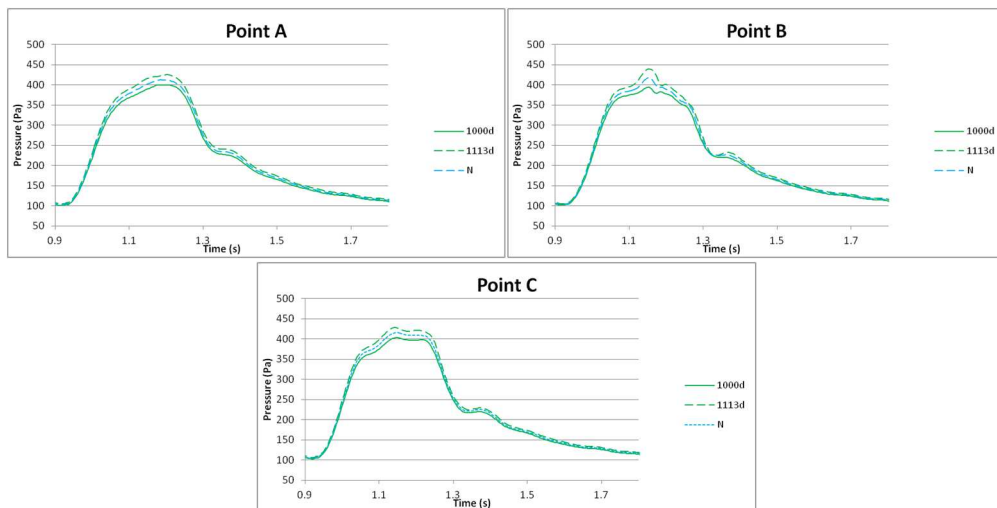 Point A
500
450
400
350
300
250
200
150
100
50
Pressure (Pa)
0.9 1.1 1.3 1.5 1.7
Time (s)
1000d
1113d
N
Point B
500
450
400
350
300
250
200
150
100
50
Pressure (Pa)
0.9 1.1 1.3 1.5 1.7
Time (s)
1000d
1113d
N
Point C
500
450
400
350
300
250
200
150
100
50
Pressure (Pa)
0.9 1.1 1.3 1.5 1.7
Time (s)
1000d
1113d
N